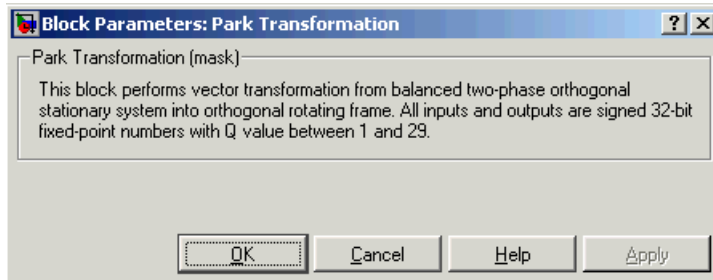 Block Parameters: Park Transformation
Park Transformation (mask)
This block performs vector transformation from balanced two-phase orthogonal
stationary system into orthogonal rotating frame. All inputs and outputs are signed 32-bit
fixed-point numbers with Q value between 1 and 29.
OK Cancel Help Apply